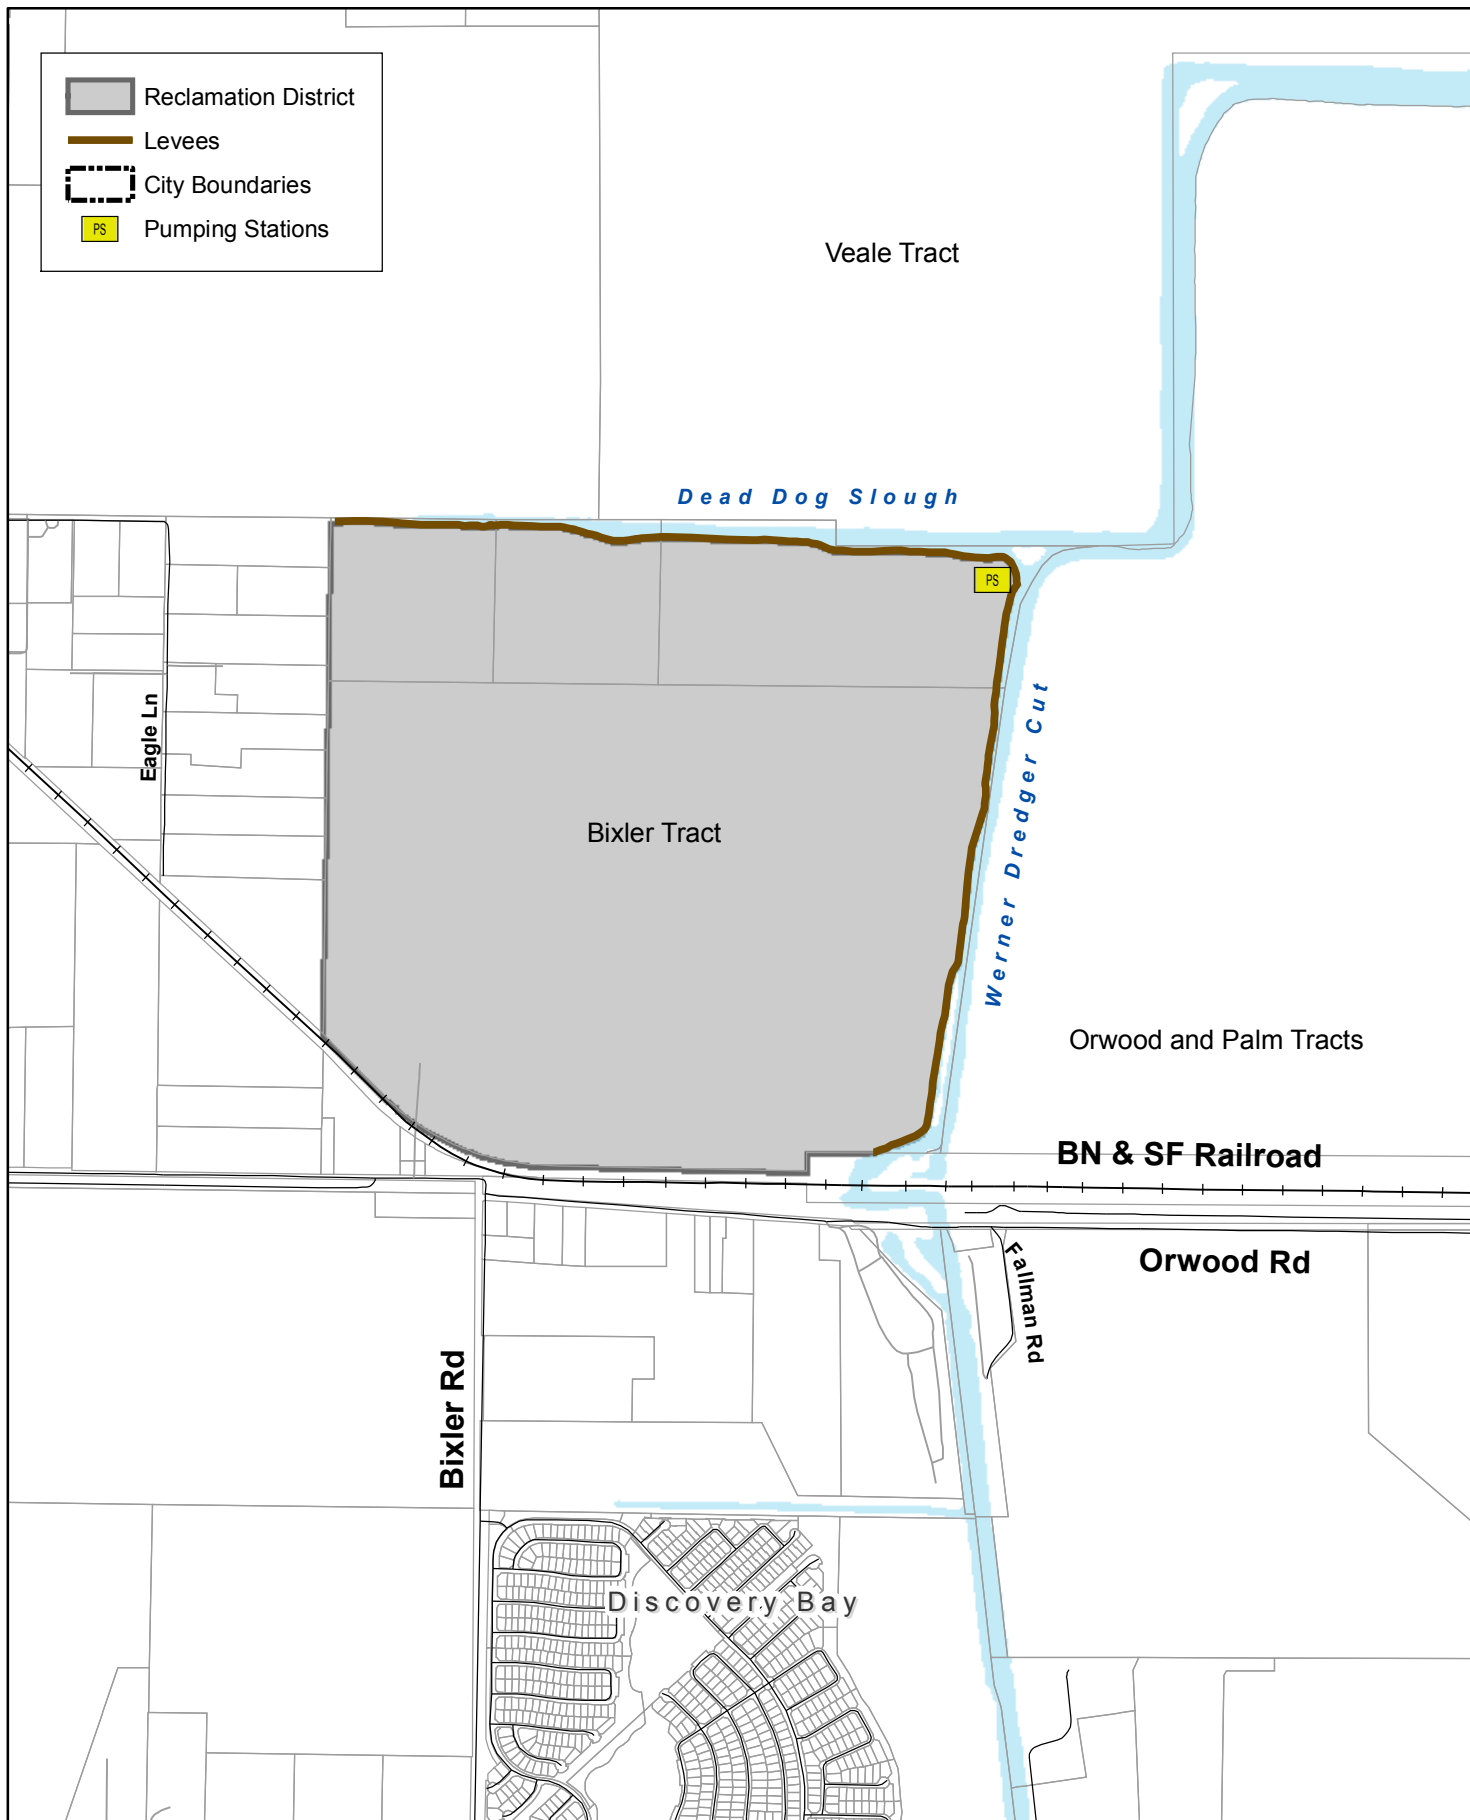 Reclamation District
Levees
City Boundaries
PS Pumping Stations
Veale Tract
Dead Dog Slough
PS
Eagle Ln
Werner Dredger Cut
Bixler Tract
Orwood and Palm Tracts
BN & SF Railroad
Orwood Rd
Fallman Rd
Bixler Rd
Discovery Bay